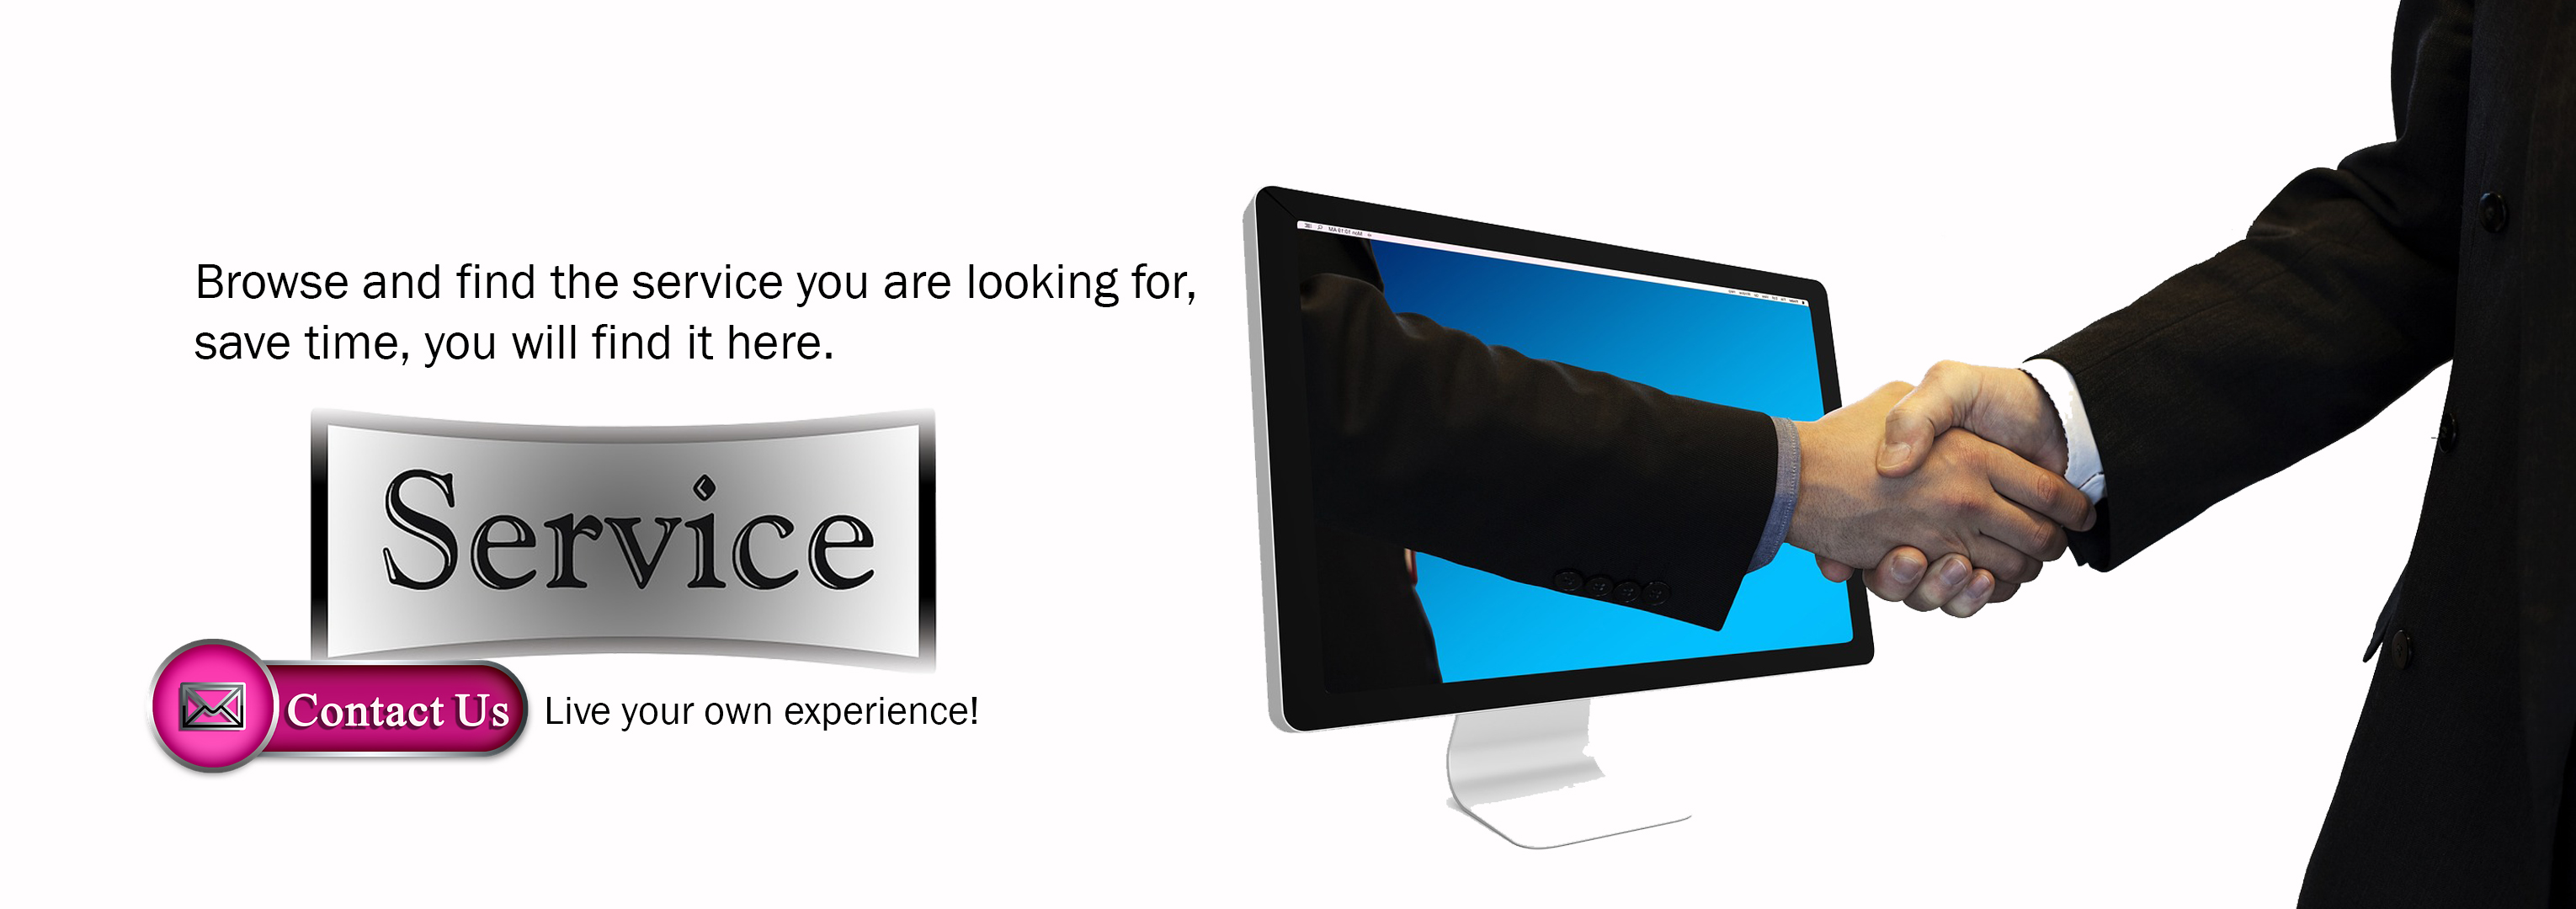 Browse and find the service you are looking for,
save time, you will find it here.
Service
Contact Us
Live your own experience!